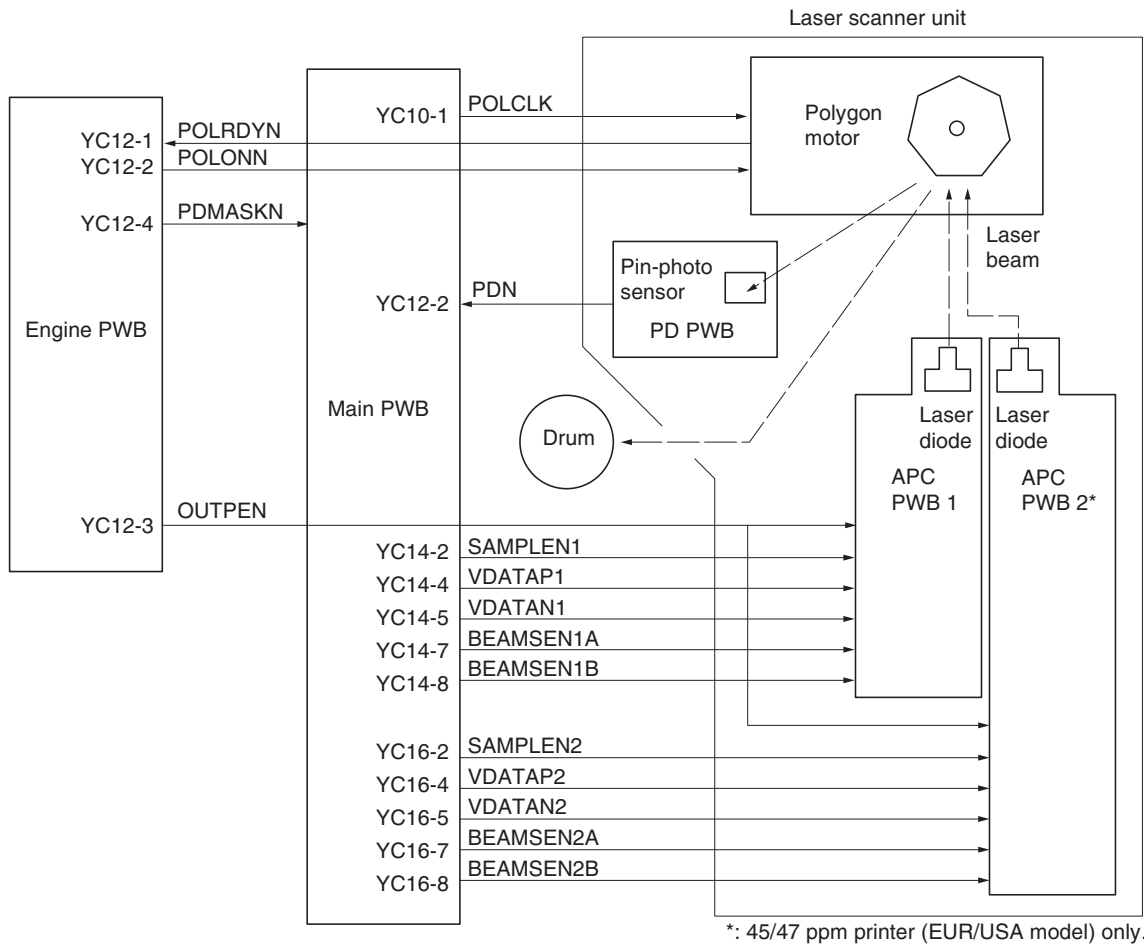 Laser scanner unit
YC10-1 POLCLK
Polygon
motor
YC12-1 POLRDYN
YC12-2 POLONN
YC12-4 PDMASKN
Laser
beam
Pin-photo
sensor
PD PWB
YC12-2 PDN
Engine PWB
Main PWB
Drum
Laser
diode
APC
PWB 1
Laser
diode
APC
PWB 2*
YC12-3 OUTPEN
YC14-2 SAMPLEN1
YC14-4 VDATAP1
YC14-5 VDATAN1
YC14-7 BEAMSEN1A
YC14-8 BEAMSEN1B
YC16-2 SAMPLEN2
YC16-4 VDATAP2
YC16-5 VDATAN2
YC16-7 BEAMSEN2A
YC16-8 BEAMSEN2B
*: 45/47 ppm printer (EUR/USA model) only.